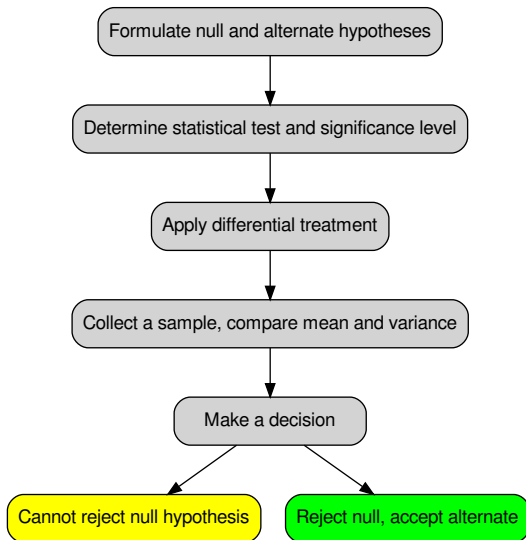 Formulate null and alternate hypotheses
Determine statistical test and significance level
Apply differential treatment
Collect a sample, compare mean and variance
Make a decision
Cannot reject null hypothesis
Reject null, accept alternate